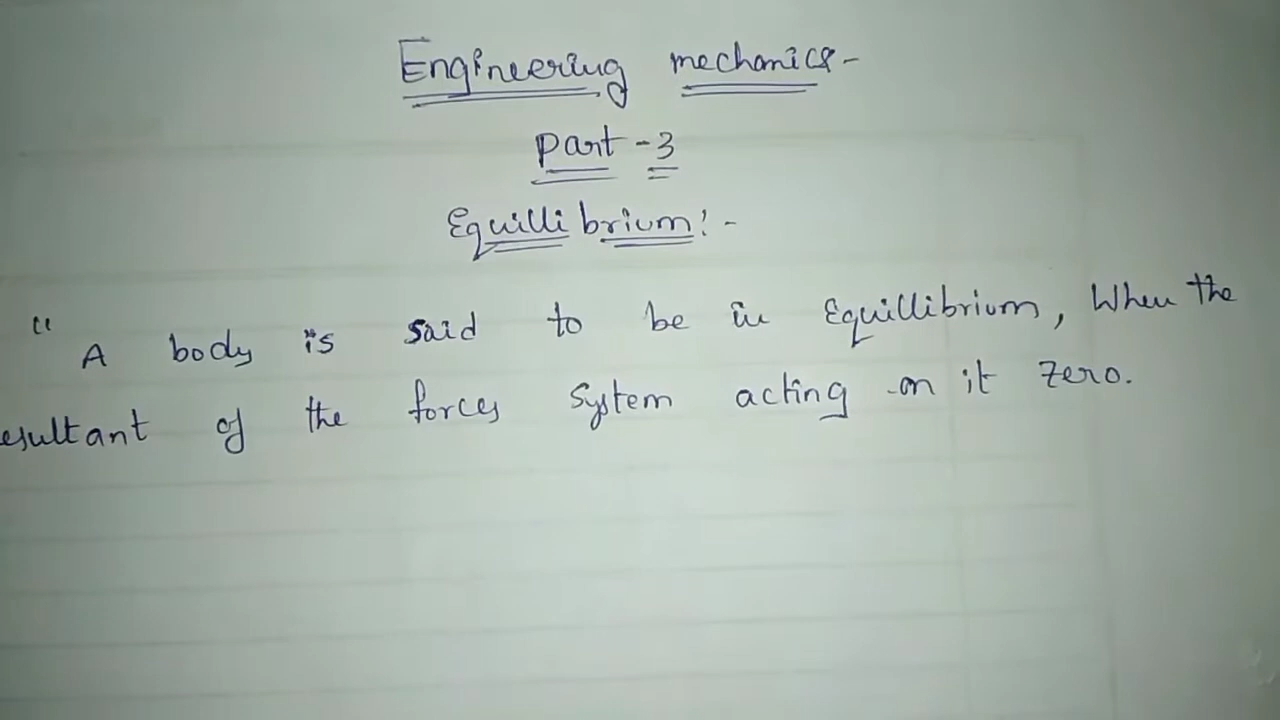 Engineering mechanics-
Part-3
Equillibrium:-
" A body is said to be in Equillibrium, When the
esultant of the forces System acting on it zero.